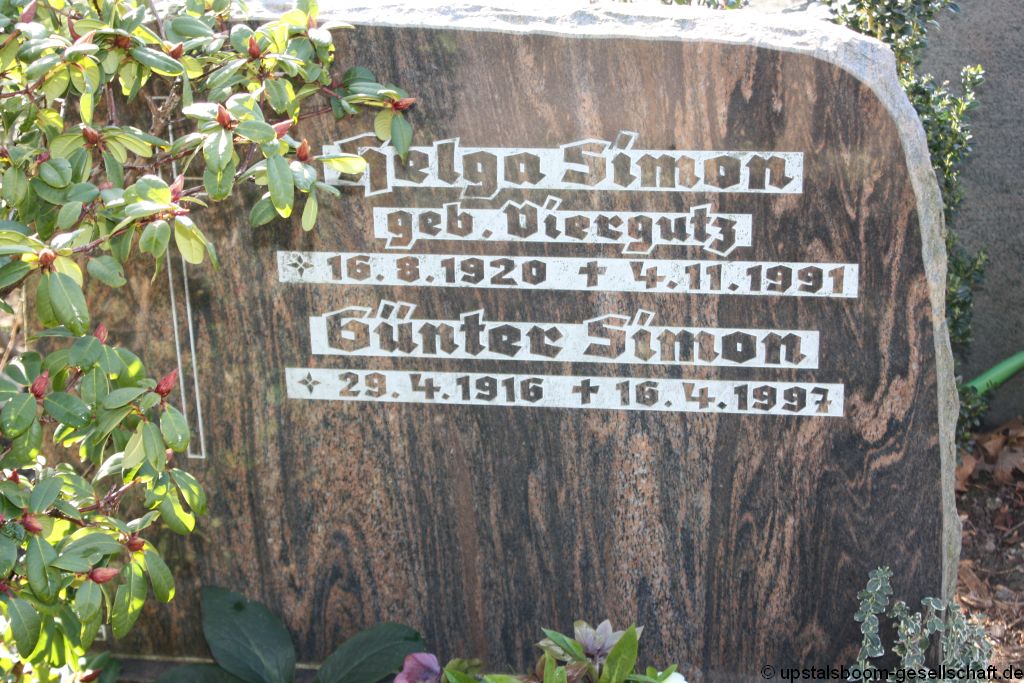 Helga Simon
geb. Viergutz
16. 8. 1920 ✝ 4. 11. 1991
Günter Simon
29. 4. 1916 ✝ 16. 4. 1997
© upstalsboom-gesellschaft.de